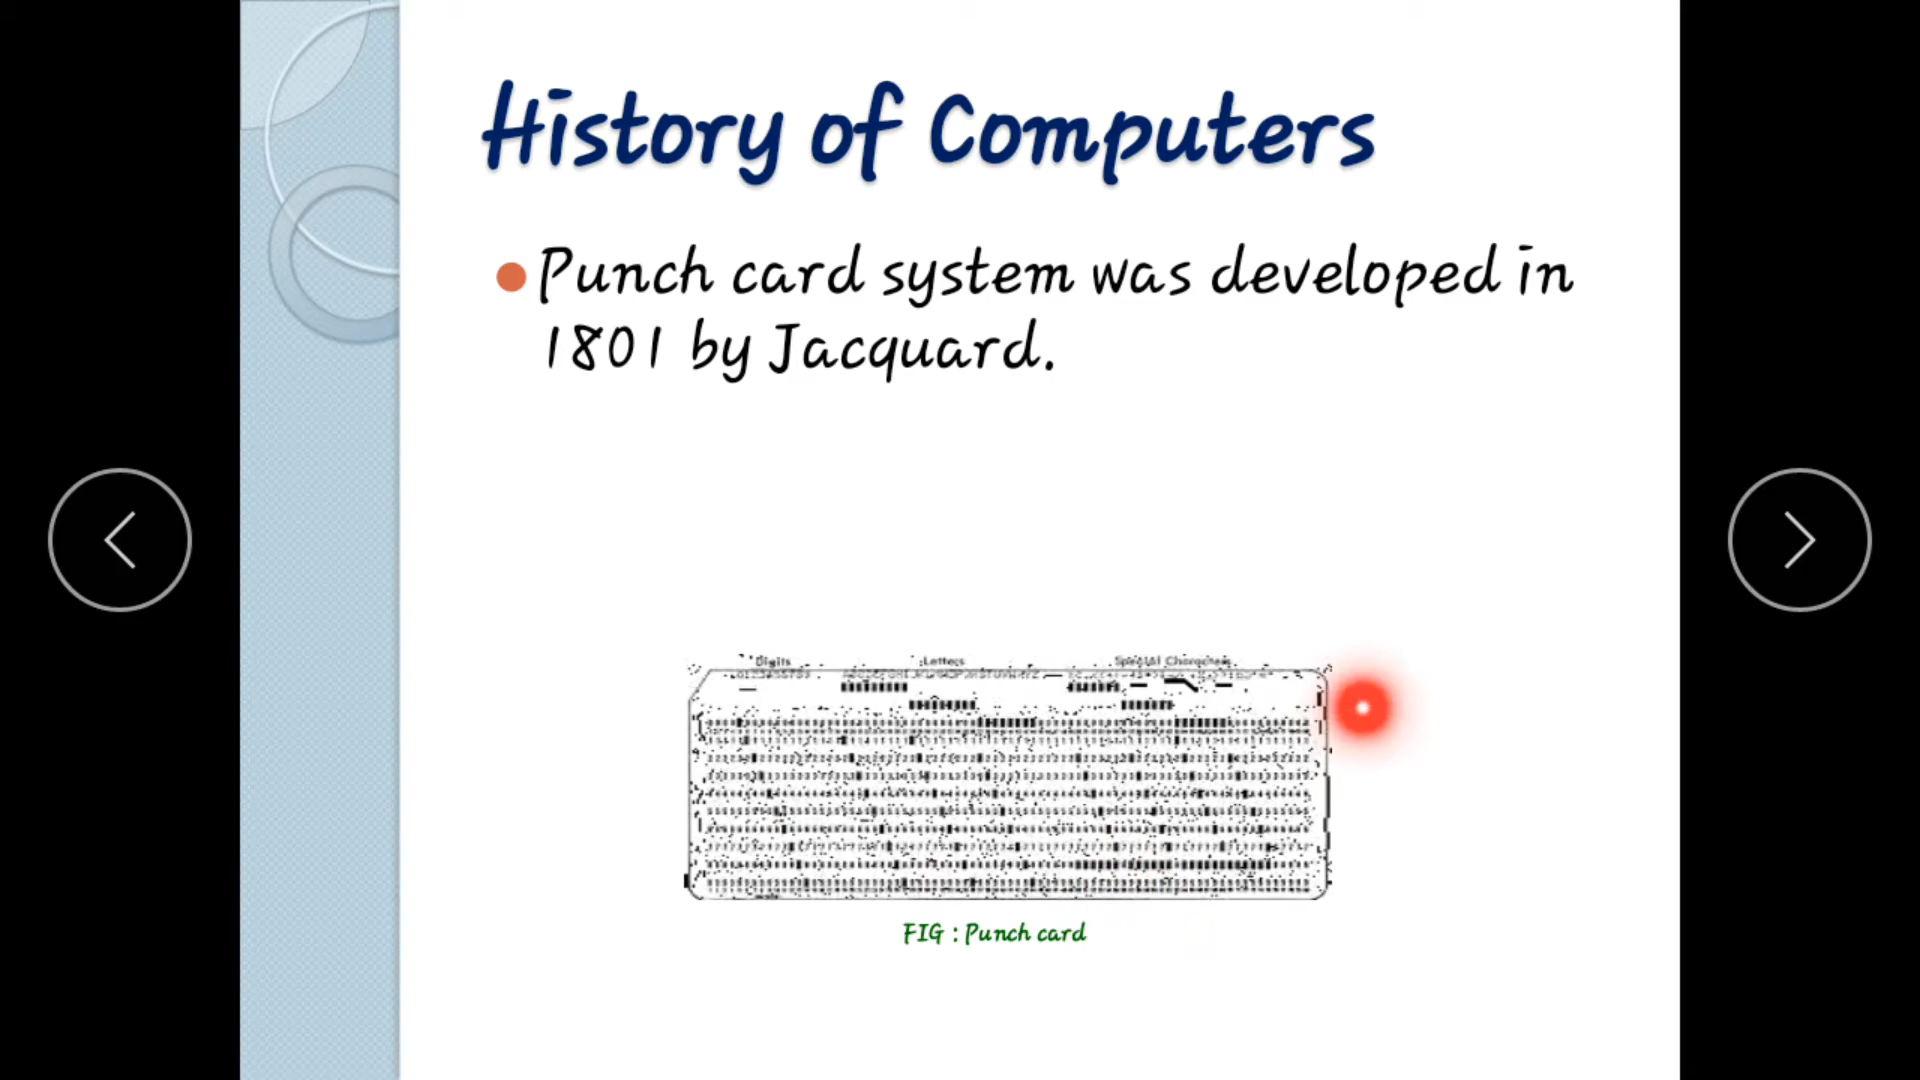 History of Computers
Punch card system was developed in
1801 by Jacquard.
Digits Letters Special Characters
FIG : Punch card